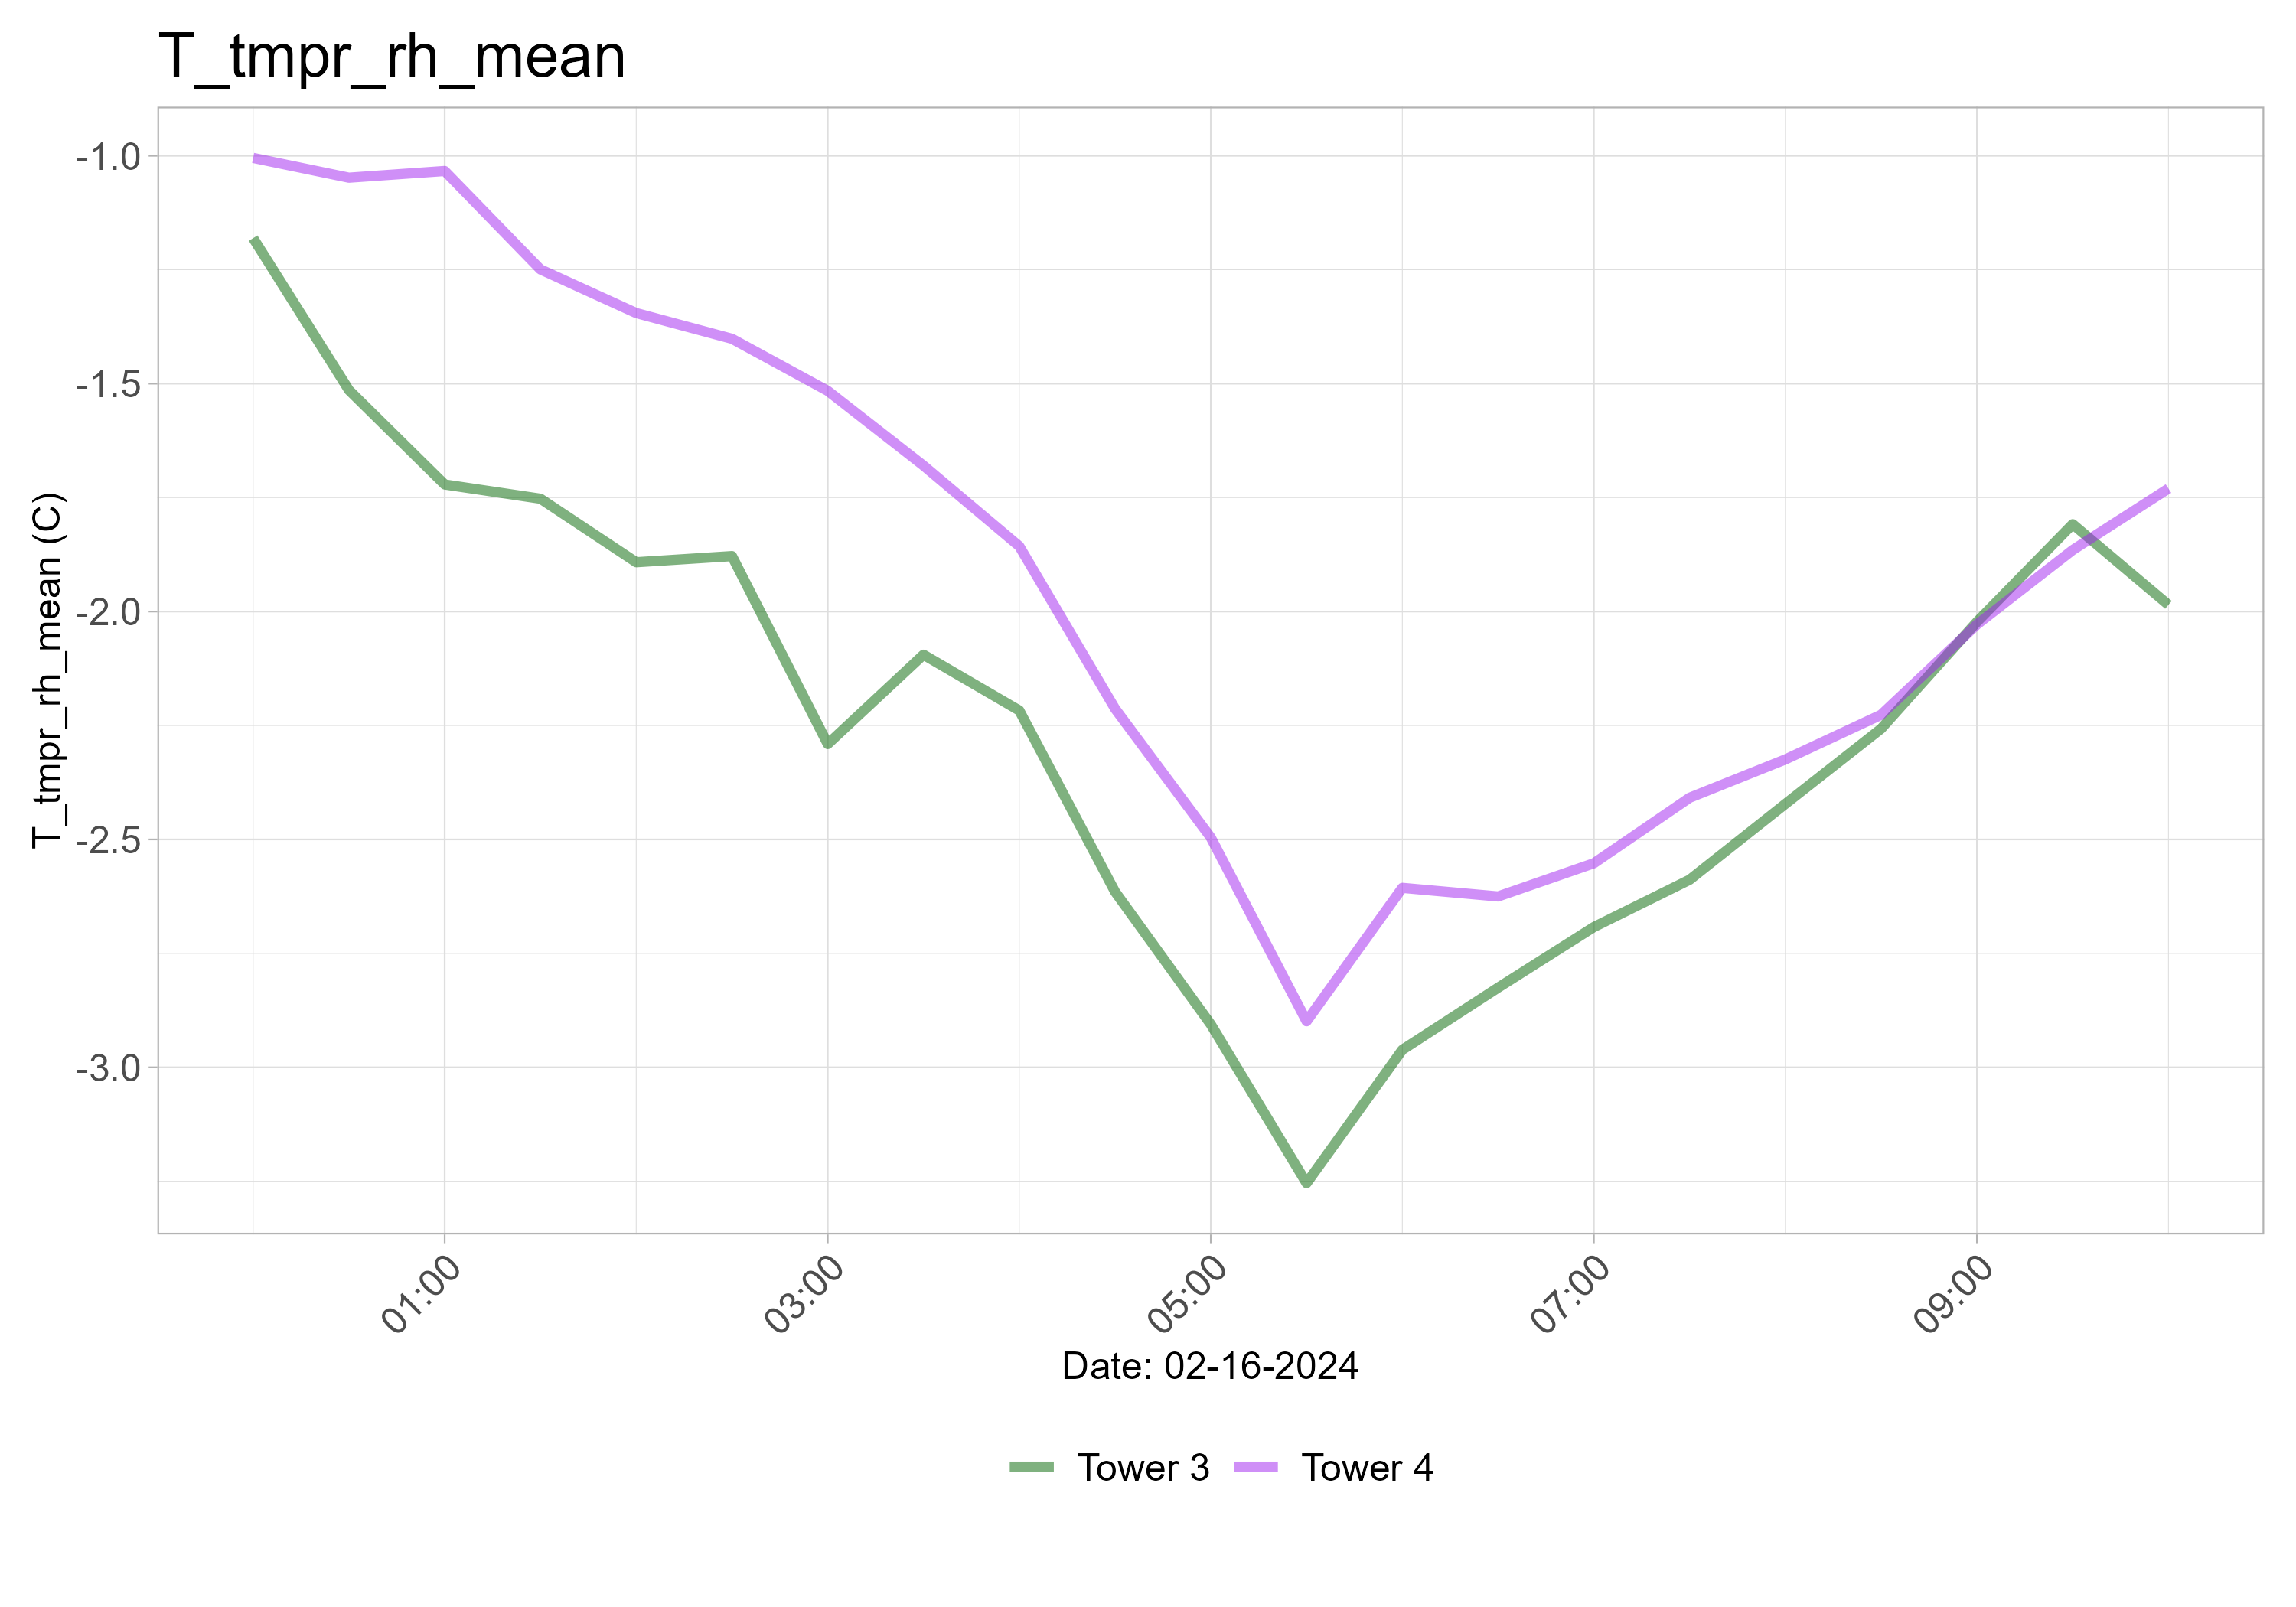 T_tmpr_rh_mean
T_tmpr_rh_mean (C)
-1.0
-1.5
-2.0
-2.5
-3.0
01:00 03:00 05:00 07:00 09:00
Date: 02-16-2024
Tower 3 Tower 4